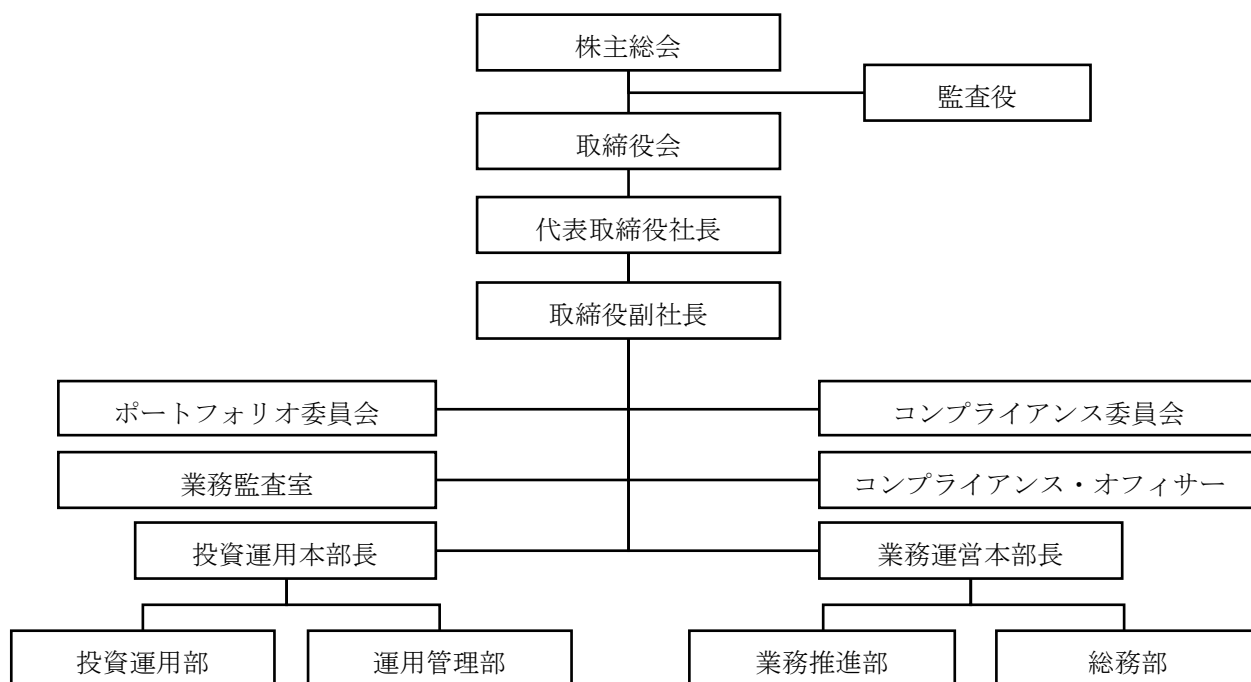 株主総会
監査役
取締役会
代表取締役社長
取締役副社長
ポートフォリオ委員会
コンプライアンス委員会
業務監査室
コンプライアンス・オフィサー
投資運用本部長
業務運営本部長
投資運用部
運用管理部
業務推進部
総務部